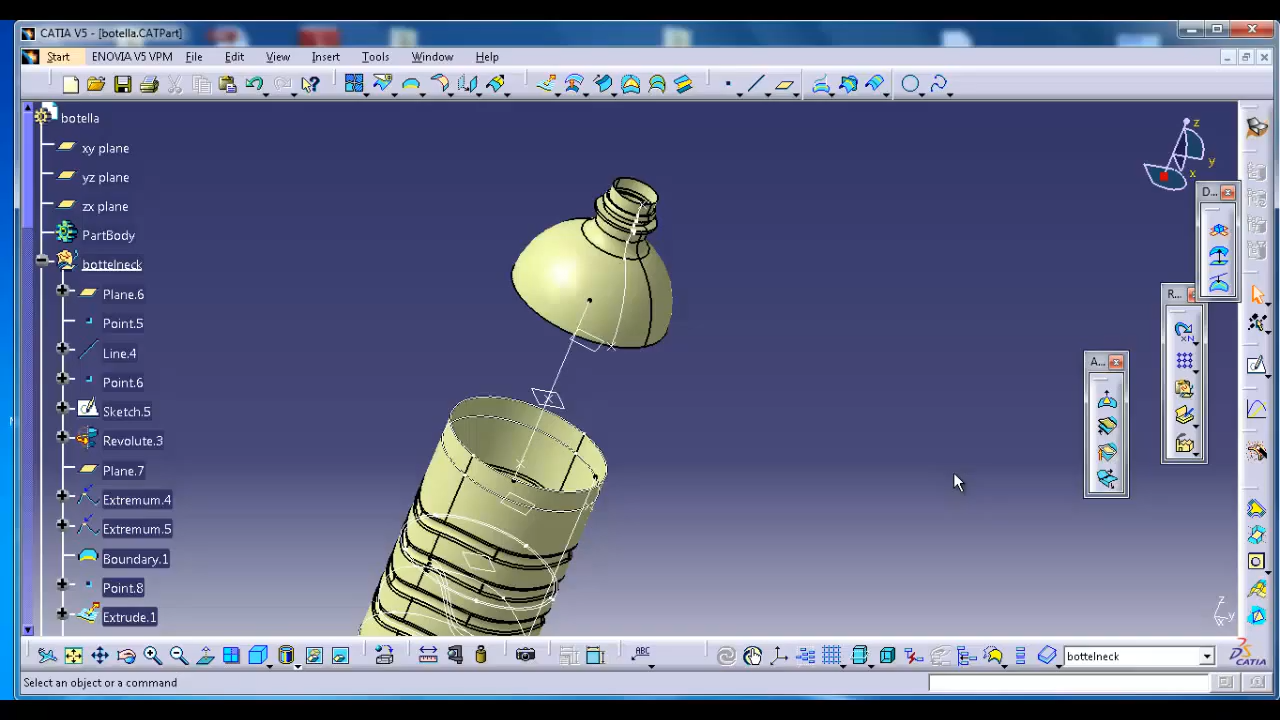 CATIA V5 - [botella.CATPart]
Start ENOVIA V5 VPM File Edit View Insert Tools Window Help
botella
xy plane
yz plane
zx plane
PartBody
bottelneck
Plane.6
Point.5
Line.4
Point.6
Sketch.5
Revolute.3
Plane.7
Extremum.4
Extremum.5
Boundary.1
Point.8
Extrude.1
z
y
x
D...
R...
A...
z
y
x
ABC
bottelneck
CATIA
Select an object or a command